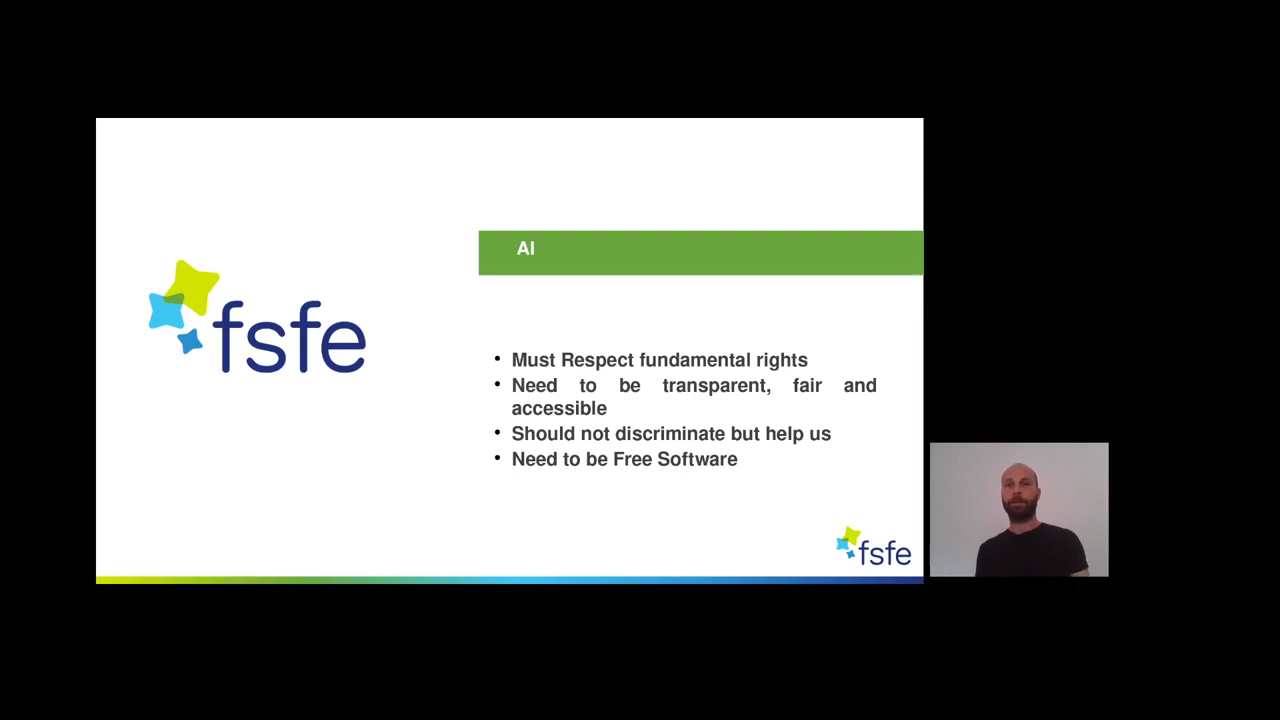 fsfe
AI
• Must Respect fundamental rights
• Need to be transparent, fair and
accessible
• Should not discriminate but help us
• Need to be Free Software
fsfe